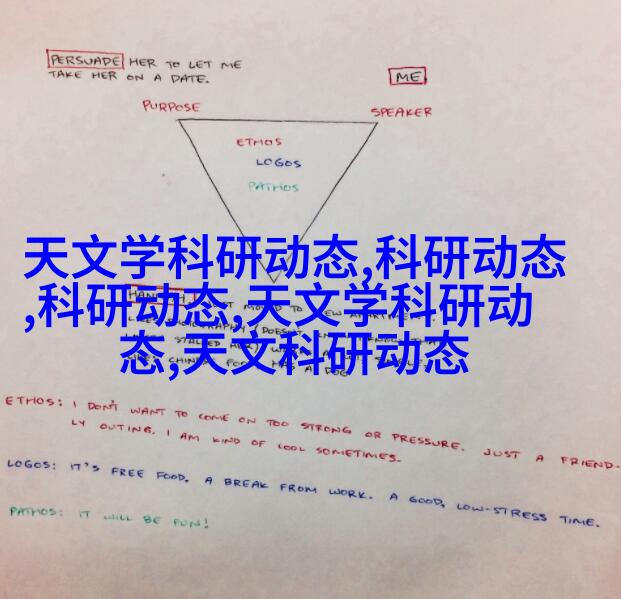 PERSUADE HER TO LET ME
TAKE HER ON A DATE.
ME
PURPOSE
SPEAKER
ETHOS
LOGOS
PATHOS
天文学科研动态,科研动态
,科研动态,天文学科研动
态,天文科研动态
ETHOS: I DON'T WANT TO COME ON TOO STRONG OR PRESSURE. JUST A FRIEND-
LY OUTING. I AM KIND OF COOL SOMETIMES.
LOGOS: IT'S FREE FOOD. A BREAK FROM WORK. A GOOD, LOW-STRESS TIME.
PATHOS: IT WILL BE FUN!